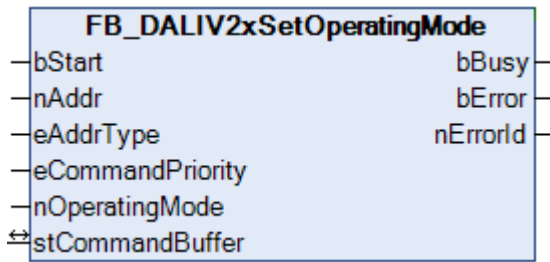 FB_DALIV2xSetOperatingMode
bStart bBusy
nAddr bError
eAddrType nErrorId
eCommandPriority
nOperatingMode
stCommandBuffer